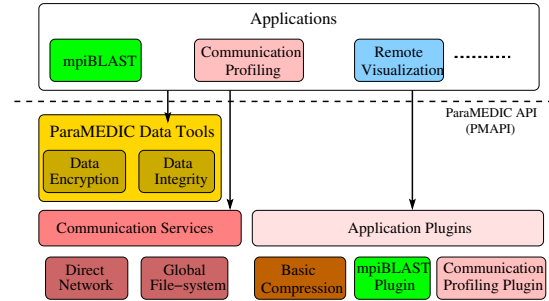 Applications
mpiBLAST
Communication
Profiling
Remote
Visualization
ParaMEDIC API
(PMAPI)
ParaMEDIC Data Tools
Data
Encryption
Data
Integrity
Communication Services
Application Plugins
Direct
Network
Global
File-system
Basic
Compression
mpiBLAST
Plugin
Communication
Profiling Plugin